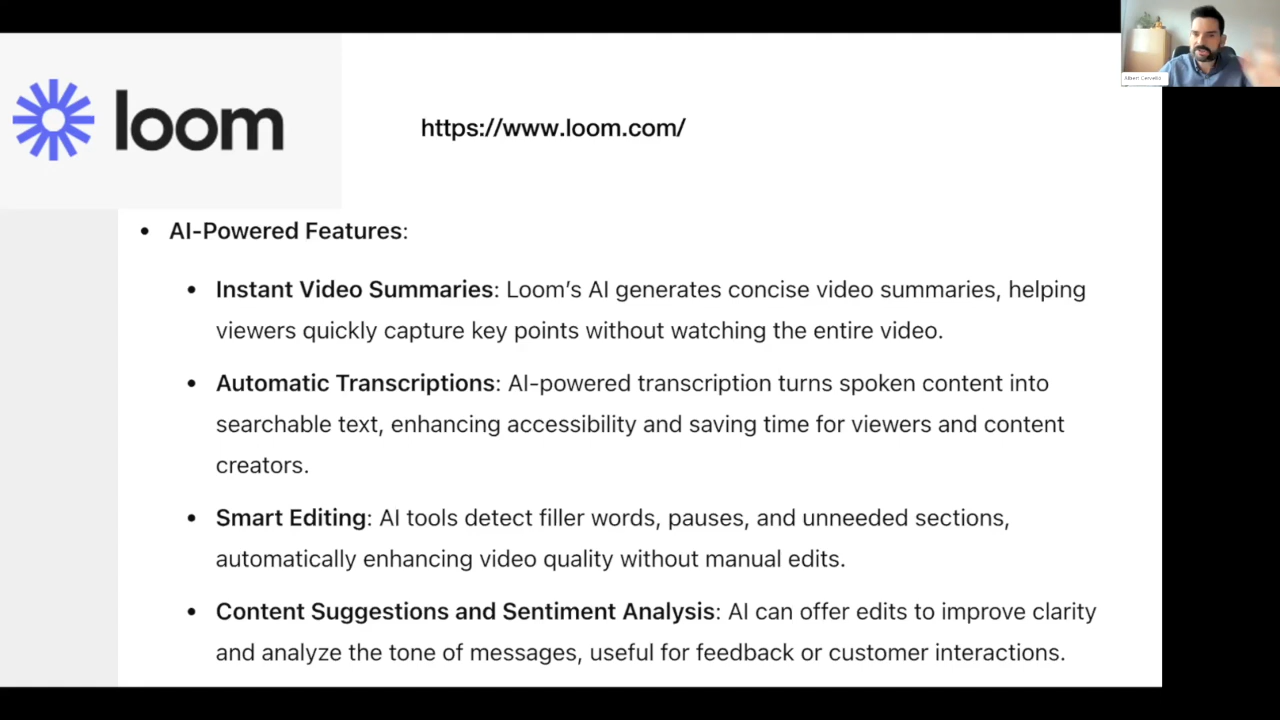 loom
https://www.loom.com/
• AI-Powered Features:
• Instant Video Summaries: Loom’s AI generates concise video summaries, helping
viewers quickly capture key points without watching the entire video.
• Automatic Transcriptions: AI-powered transcription turns spoken content into
searchable text, enhancing accessibility and saving time for viewers and content
creators.
• Smart Editing: AI tools detect filler words, pauses, and unneeded sections,
automatically enhancing video quality without manual edits.
• Content Suggestions and Sentiment Analysis: AI can offer edits to improve clarity
and analyze the tone of messages, useful for feedback or customer interactions.
Albert